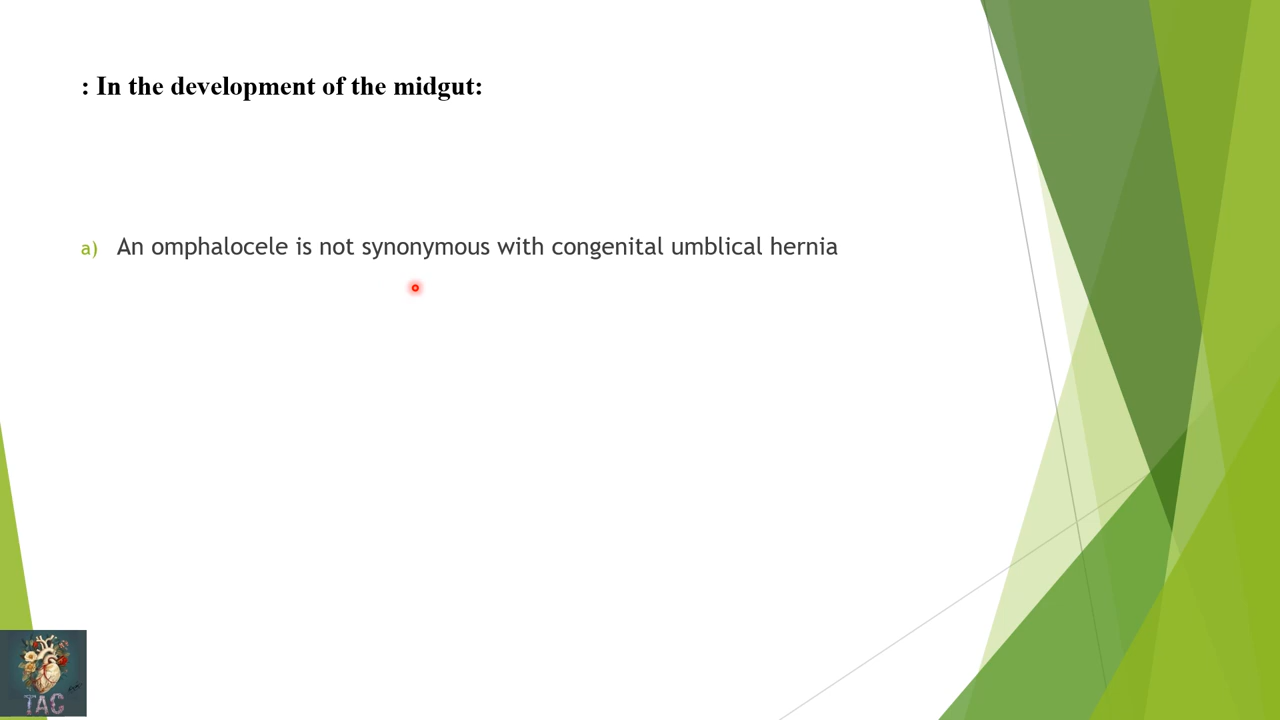 : In the development of the midgut:
a) An omphalocele is not synonymous with congenital umblical hernia
TAC